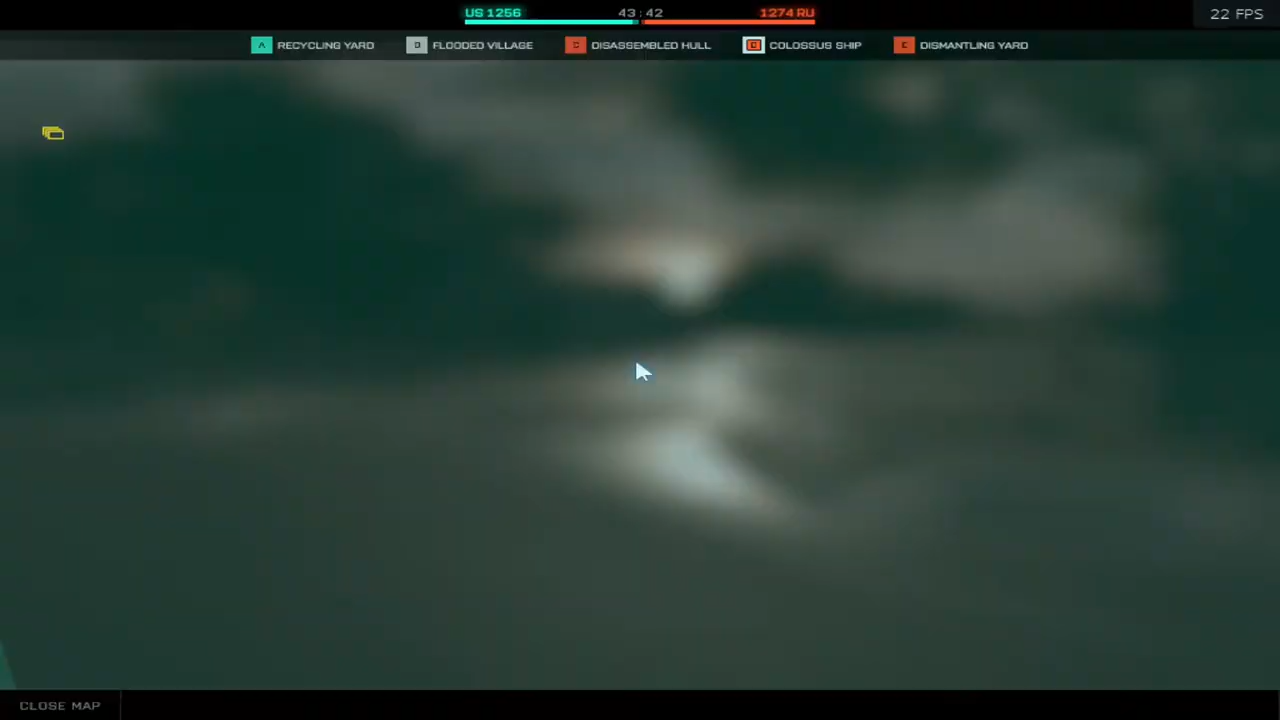 US 1256 43 : 42 1274 RU
22 FPS
A RECYCLING YARD B FLOODED VILLAGE C DISASSEMBLED HULL D COLOSSUS SHIP E DISMANTLING YARD
CLOSE MAP